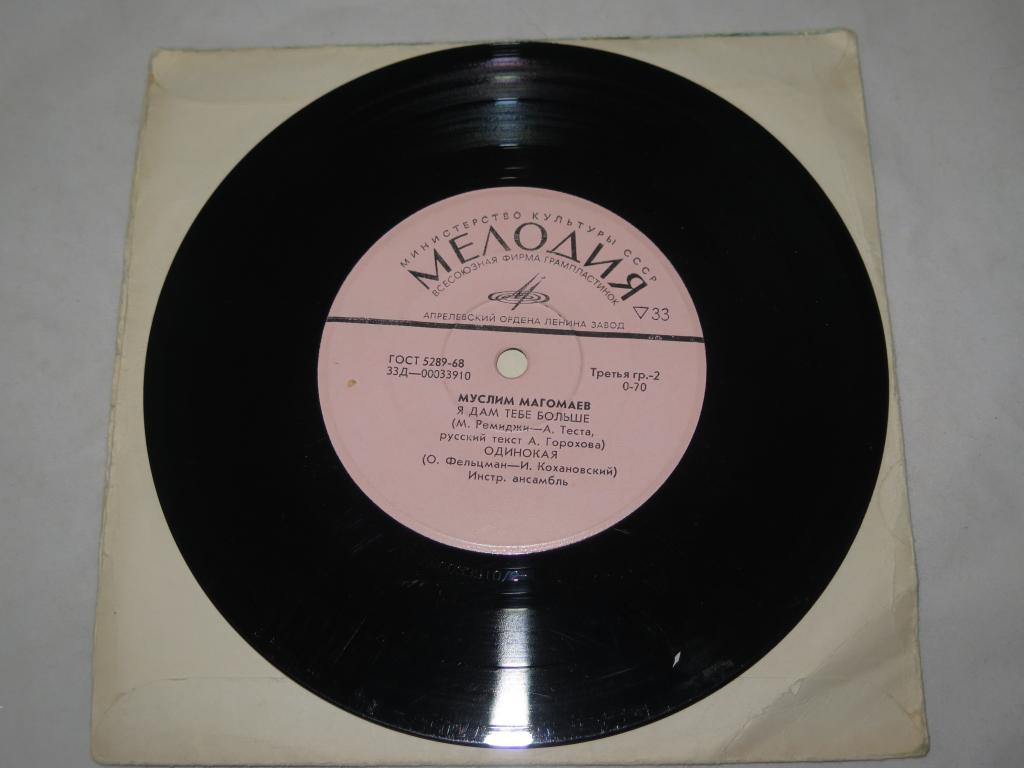 МИНИСТЕРСТВО КУЛЬТУРЫ СССР
МЕЛОДИЯ
ВСЕСОЮЗНАЯ ФИРМА ГРАМПЛАСТИНОК
▽33
АПРЕЛЕВСКИЙ ОРДЕНА ЛЕНИНА ЗАВОД
ГОСТ 5289-68
33Д—00033910
Третья гр.-2
0-70
МУСЛИМ МАГОМАЕВ
Я ДАМ ТЕБЕ БОЛЬШЕ
(М. Ремиджи—А. Теста,
русский текст А. Горохова)
ОДИНОКАЯ
(О. Фельцман—И. Кохановский)
Инстр. ансамбль